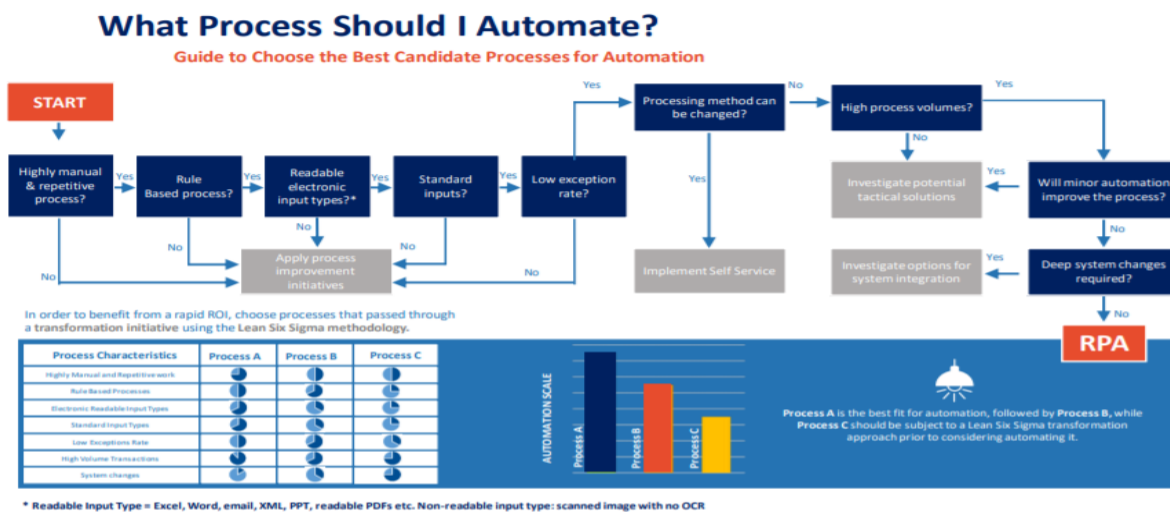 What Process Should I Automate?
Guide to Choose the Best Candidate Processes for Automation
START
Highly manual
& repetitive
process?
Yes
No
Rule
Based process?
Yes
No
Readable
electronic
input types?*
Yes
No
Standard
inputs?
Yes
No
Low exception
rate?
Yes
No
Apply process
improvement
initiatives
Processing method can
be changed?
No
Yes
Implement Self Service
High process volumes?
Yes
No
Investigate potential
tactical solutions
Yes
Will minor automation
improve the process?
No
Investigate options for
system integration
Yes
Deep system changes
required?
No
RPA
In order to benefit from a rapid ROI, choose processes that passed through
a transformation initiative using the Lean Six Sigma methodology.
Process Characteristics Process A Process B Process C
Highly Manual and Repetitive work
Rule Based Processes
Electronic Readable Input Types
Standard Input Types
Low Exceptions Rate
High Volume Transactions
System changes
AUTOMATION SCALE
Process A
Process B
Process C
Process A is the best fit for automation, followed by Process B, while
Process C should be subject to a Lean Six Sigma transformation
approach prior to considering automating it.
* Readable Input Type = Excel, Word, email, XML, PPT, readable PDFs etc. Non-readable input type: scanned image with no OCR